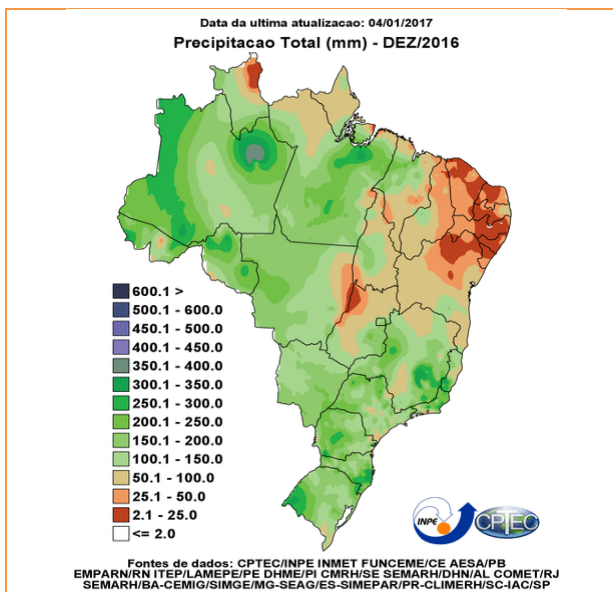 Data da ultima atualizacao: 04/01/2017
Precipitacao Total (mm) - DEZ/2016
600.1 >
500.1 - 600.0
450.1 - 500.0
400.1 - 450.0
350.1 - 400.0
300.1 - 350.0
250.1 - 300.0
200.1 - 250.0
150.1 - 200.0
100.1 - 150.0
50.1 - 100.0
25.1 - 50.0
2.1 - 25.0
<= 2.0
INPE
CPTEC
Fontes de dados: CPTEC/INPE INMET FUNCEME/CE AESA/PB
EMPARN/RN ITEP/LAMEPE/PE DHME/PI CMRH/SE SEMARH/DHN/AL COMET/RJ
SEMARH/BA-CEMIG/SIMGE/MG-SEAG/ES-SIMEPAR/PR-CLIMERH/SC-IAC/SP